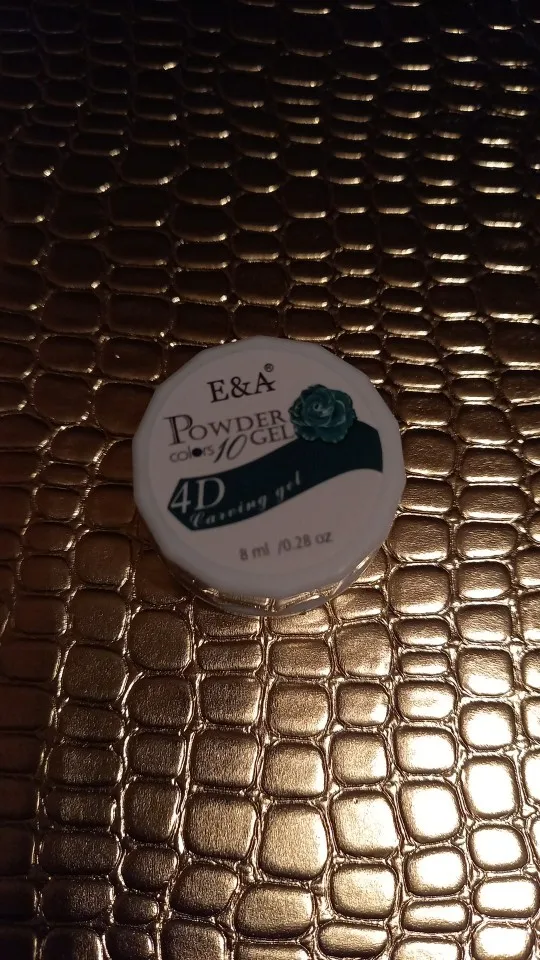 E&A®
POWDER
colors 10 GEL
4D
Carving gel
8 ml /0.28 oz